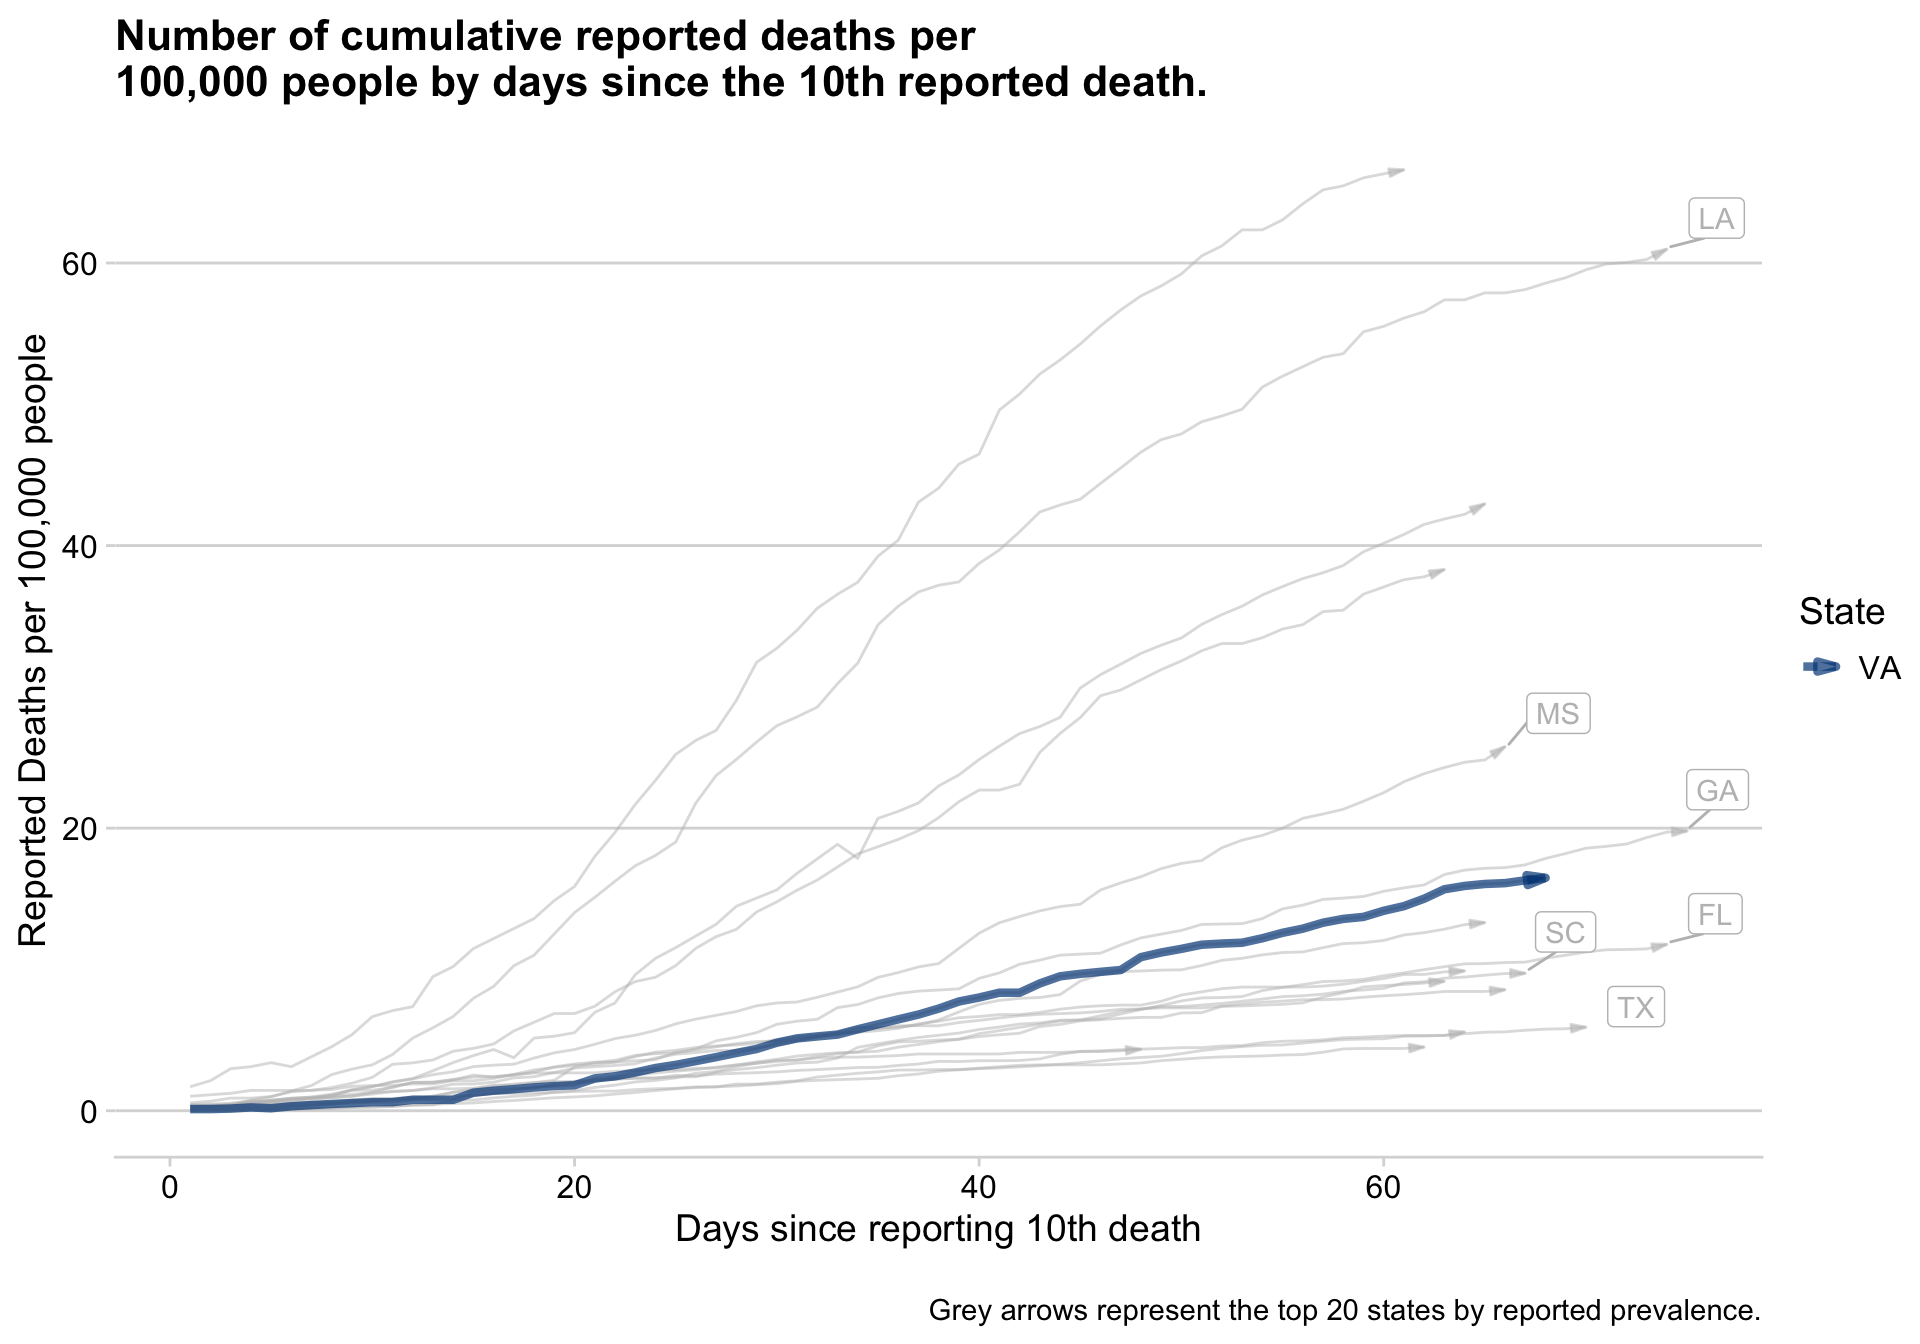 Number of cumulative reported deaths per
100,000 people by days since the 10th reported death.
Reported Deaths per 100,000 people
60
40
20
0
LA
MS
GA
FL
SC
TX
State
VA
0
20
40
60
Days since reporting 10th death
Grey arrows represent the top 20 states by reported prevalence.